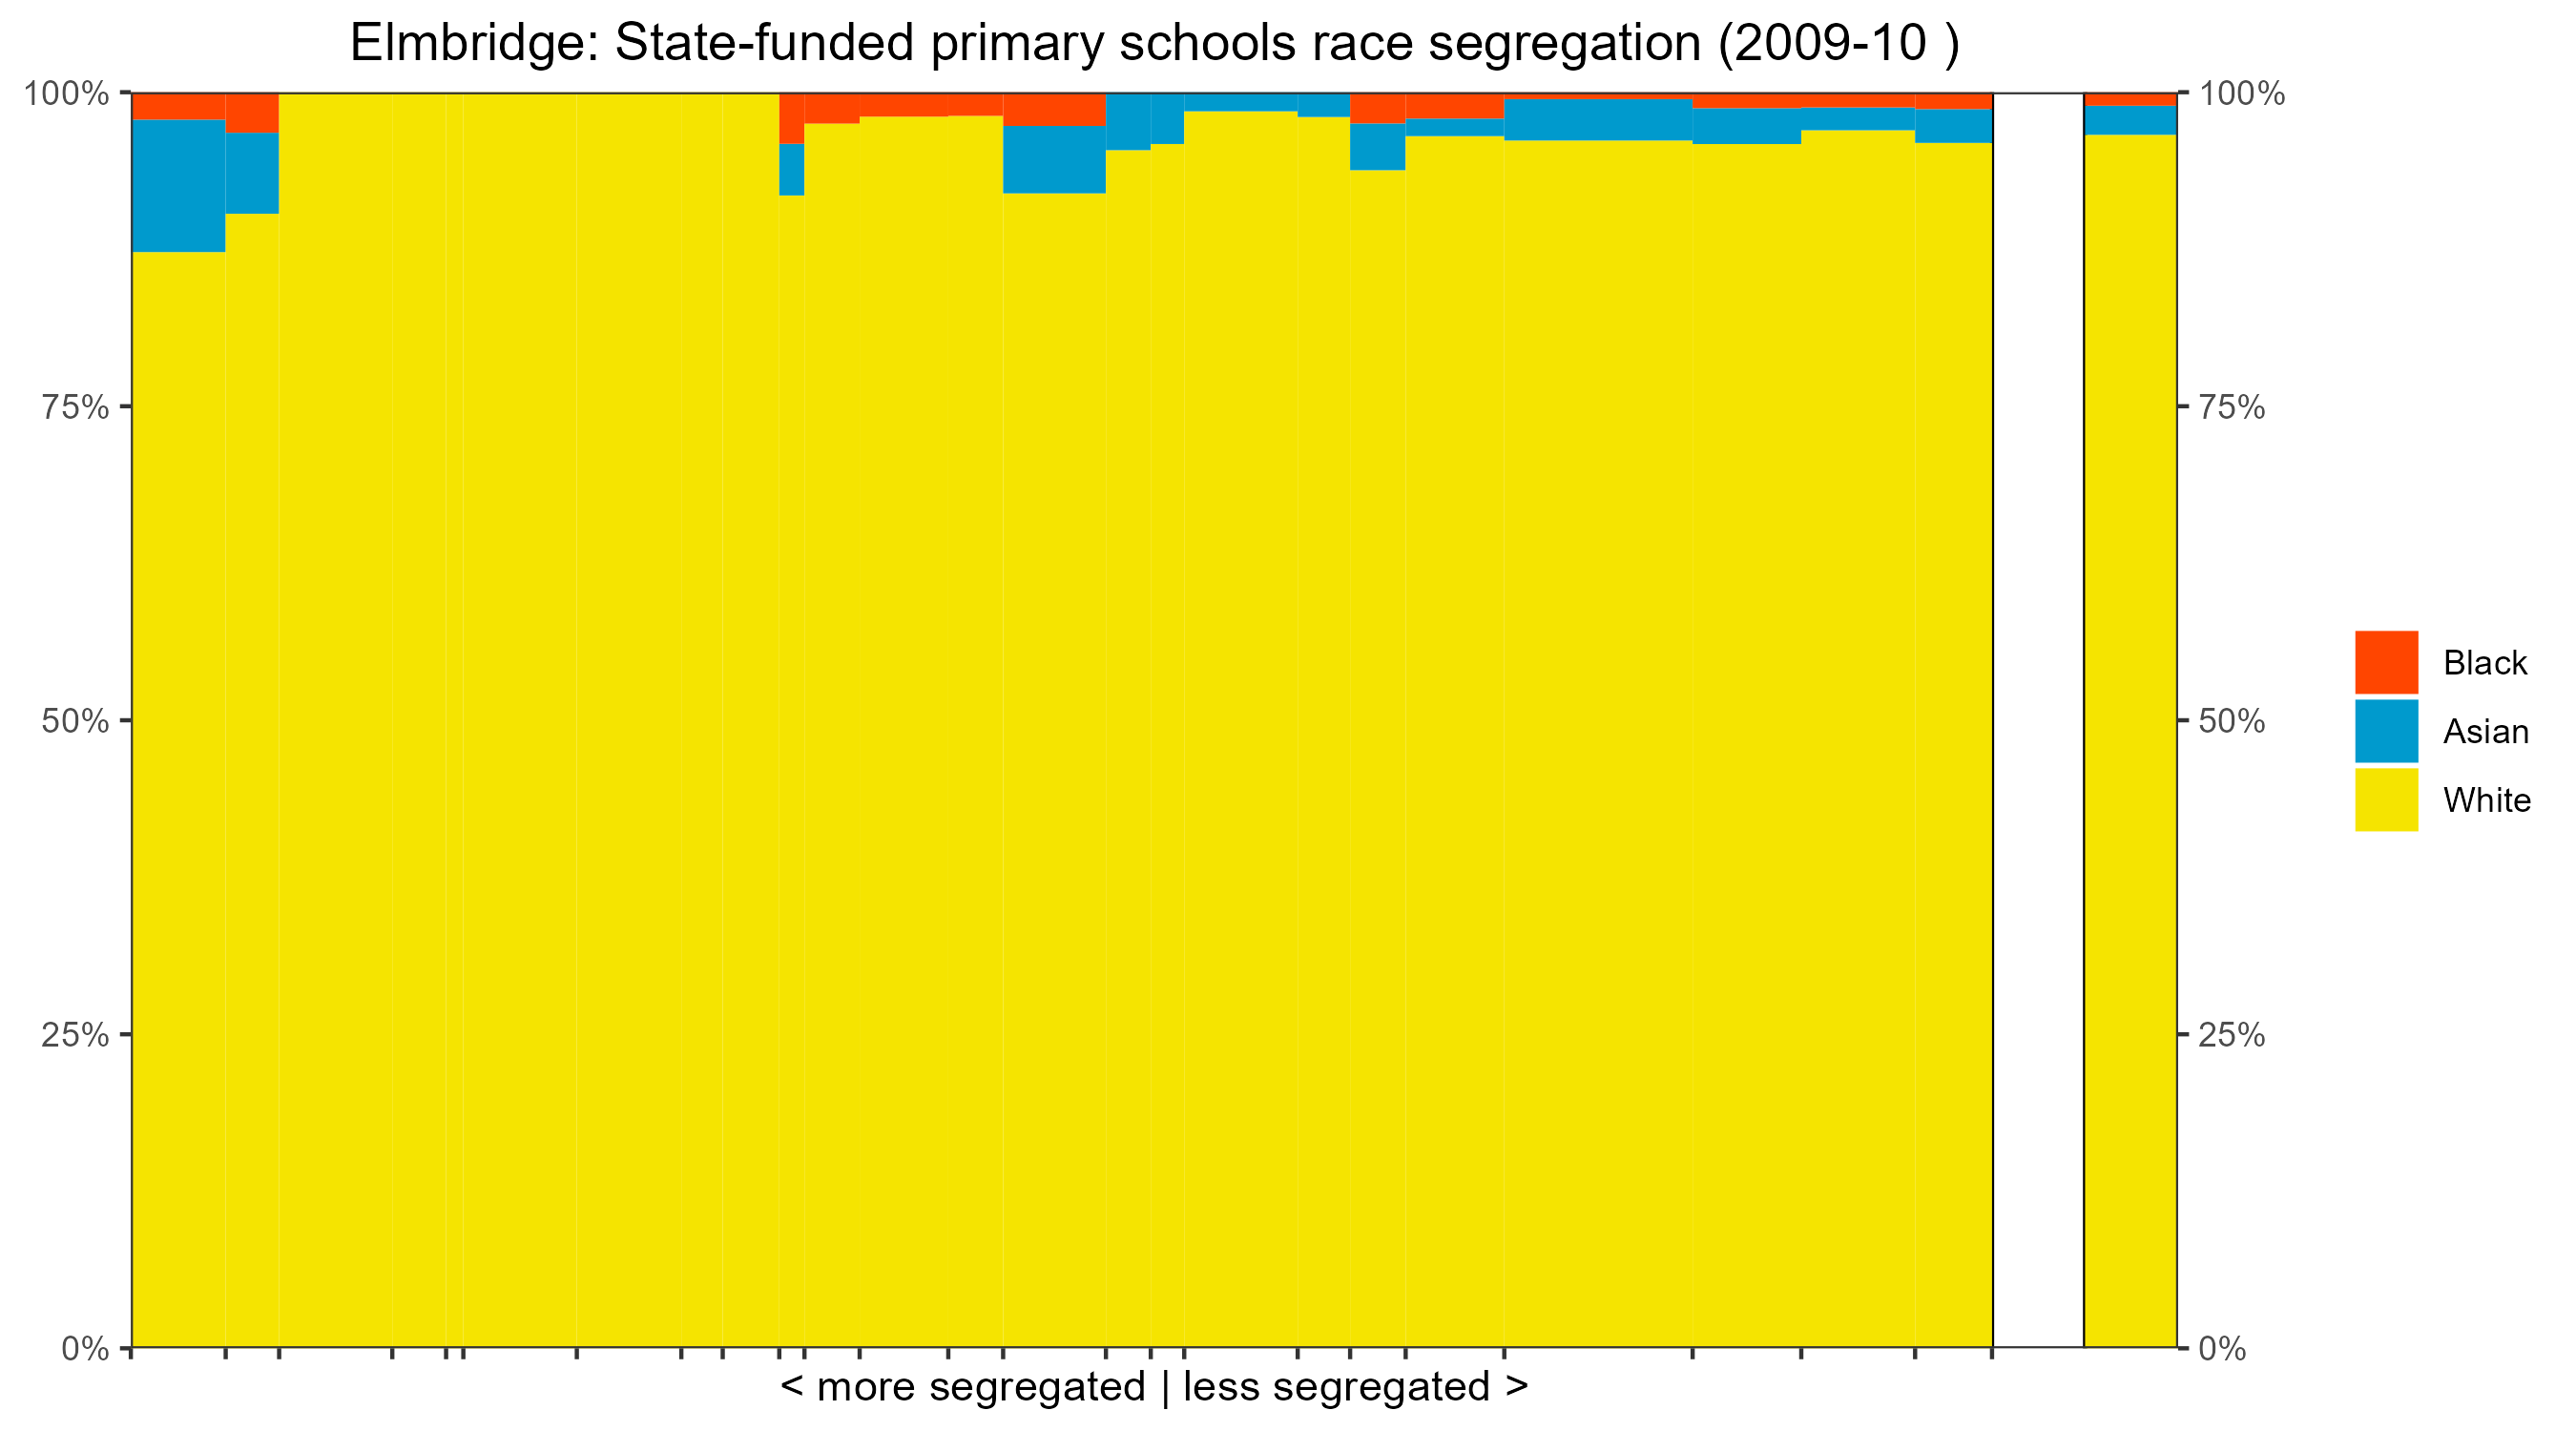 Elmbridge: State-funded primary schools race segregation (2009-10 )
100%
100%
75%
75%
50%
50%
25%
25%
0%
0%
Black
Asian
White
< more segregated | less segregated >